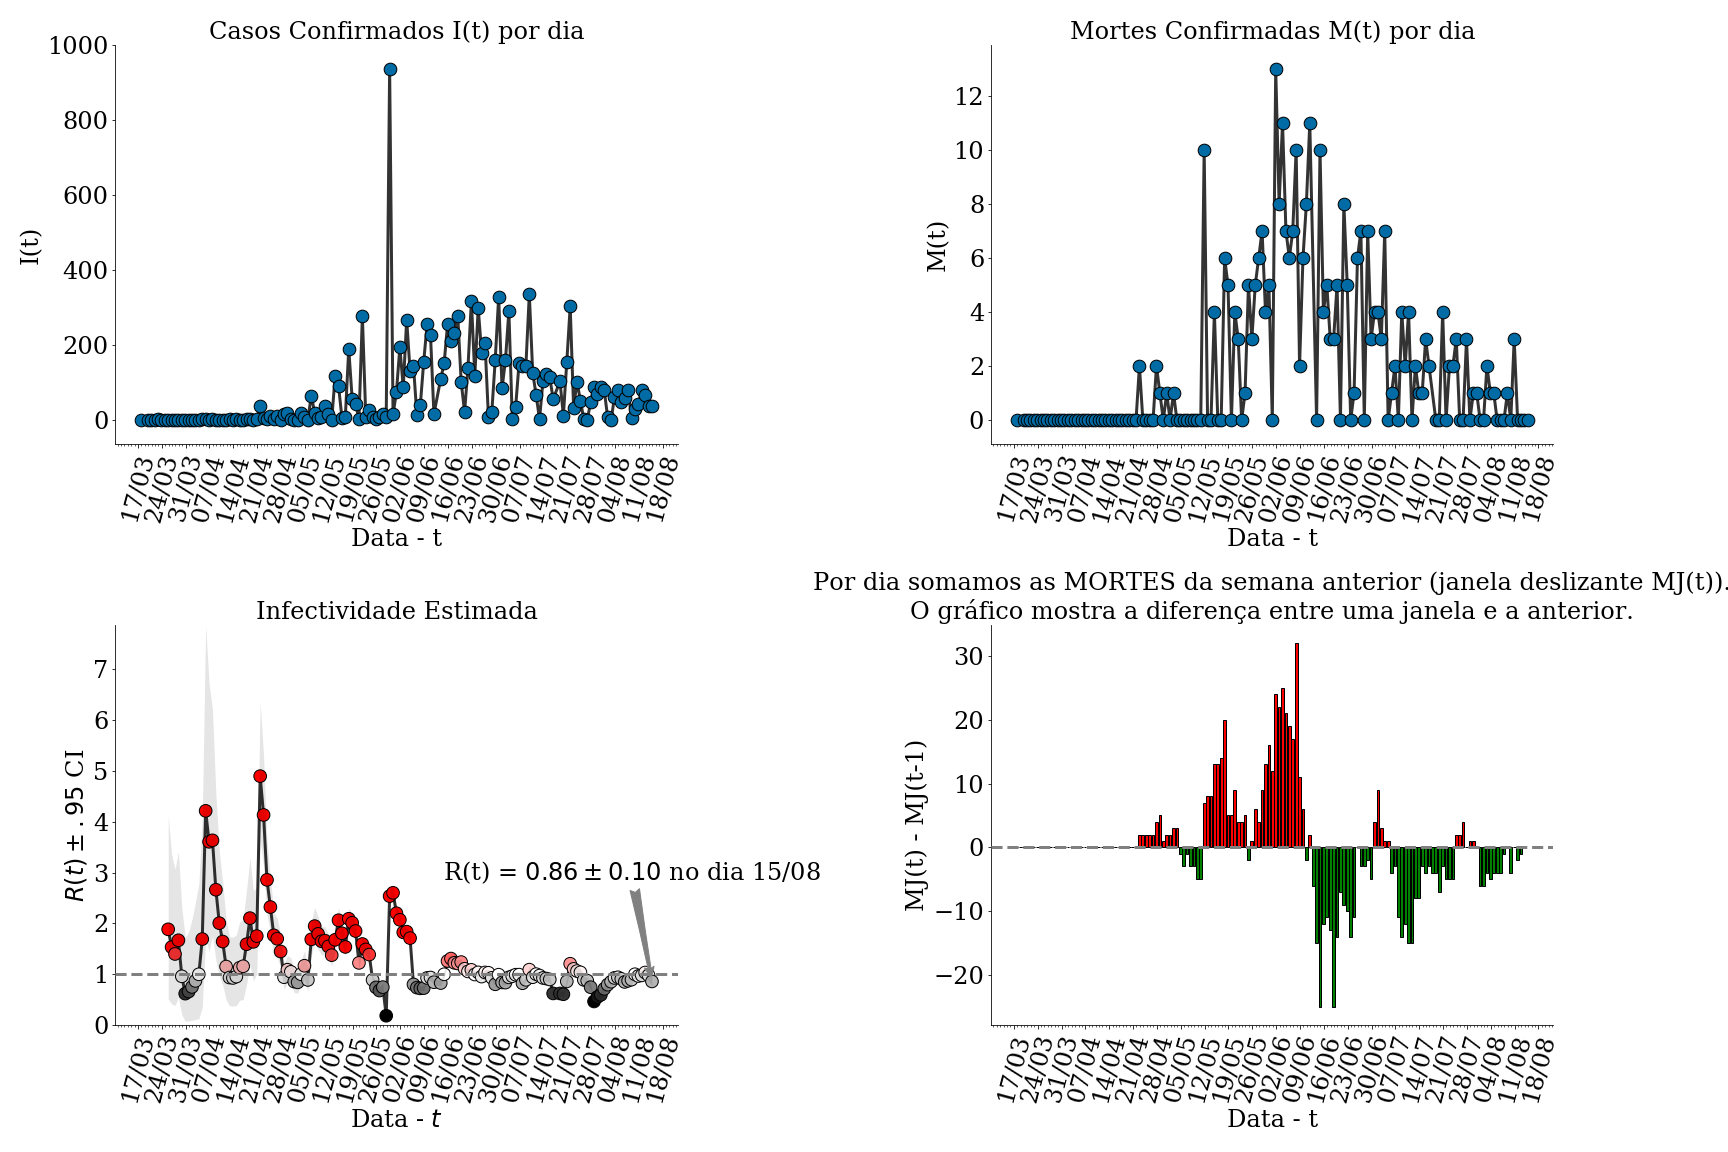 Casos Confirmados I(t) por dia
1000
800
600
400
200
0
I(t)
17/03 24/03 31/03 07/04 14/04 21/04 28/04 05/05 12/05 19/05 26/05 02/06 09/06 16/06 23/06 30/06 07/07 14/07 21/07 28/07 04/08 11/08 18/08
Data - t
Mortes Confirmadas M(t) por dia
12
10
8
6
4
2
0
M(t)
17/03 24/03 31/03 07/04 14/04 21/04 28/04 05/05 12/05 19/05 26/05 02/06 09/06 16/06 23/06 30/06 07/07 14/07 21/07 28/07 04/08 11/08 18/08
Data - t
Infectividade Estimada
7
6
5
4
3
2
1
0
R(t) ± .95 CI
R(t) = 0.86 ± 0.10 no dia 15/08
17/03 24/03 31/03 07/04 14/04 21/04 28/04 05/05 12/05 19/05 26/05 02/06 09/06 16/06 23/06 30/06 07/07 14/07 21/07 28/07 04/08 11/08 18/08
Data - t
Por dia somamos as MORTES da semana anterior (janela deslizante MJ(t)).
O gráfico mostra a diferença entre uma janela e a anterior.
30
20
10
0
−10
−20
MJ(t) - MJ(t-1)
17/03 24/03 31/03 07/04 14/04 21/04 28/04 05/05 12/05 19/05 26/05 02/06 09/06 16/06 23/06 30/06 07/07 14/07 21/07 28/07 04/08 11/08 18/08
Data - t